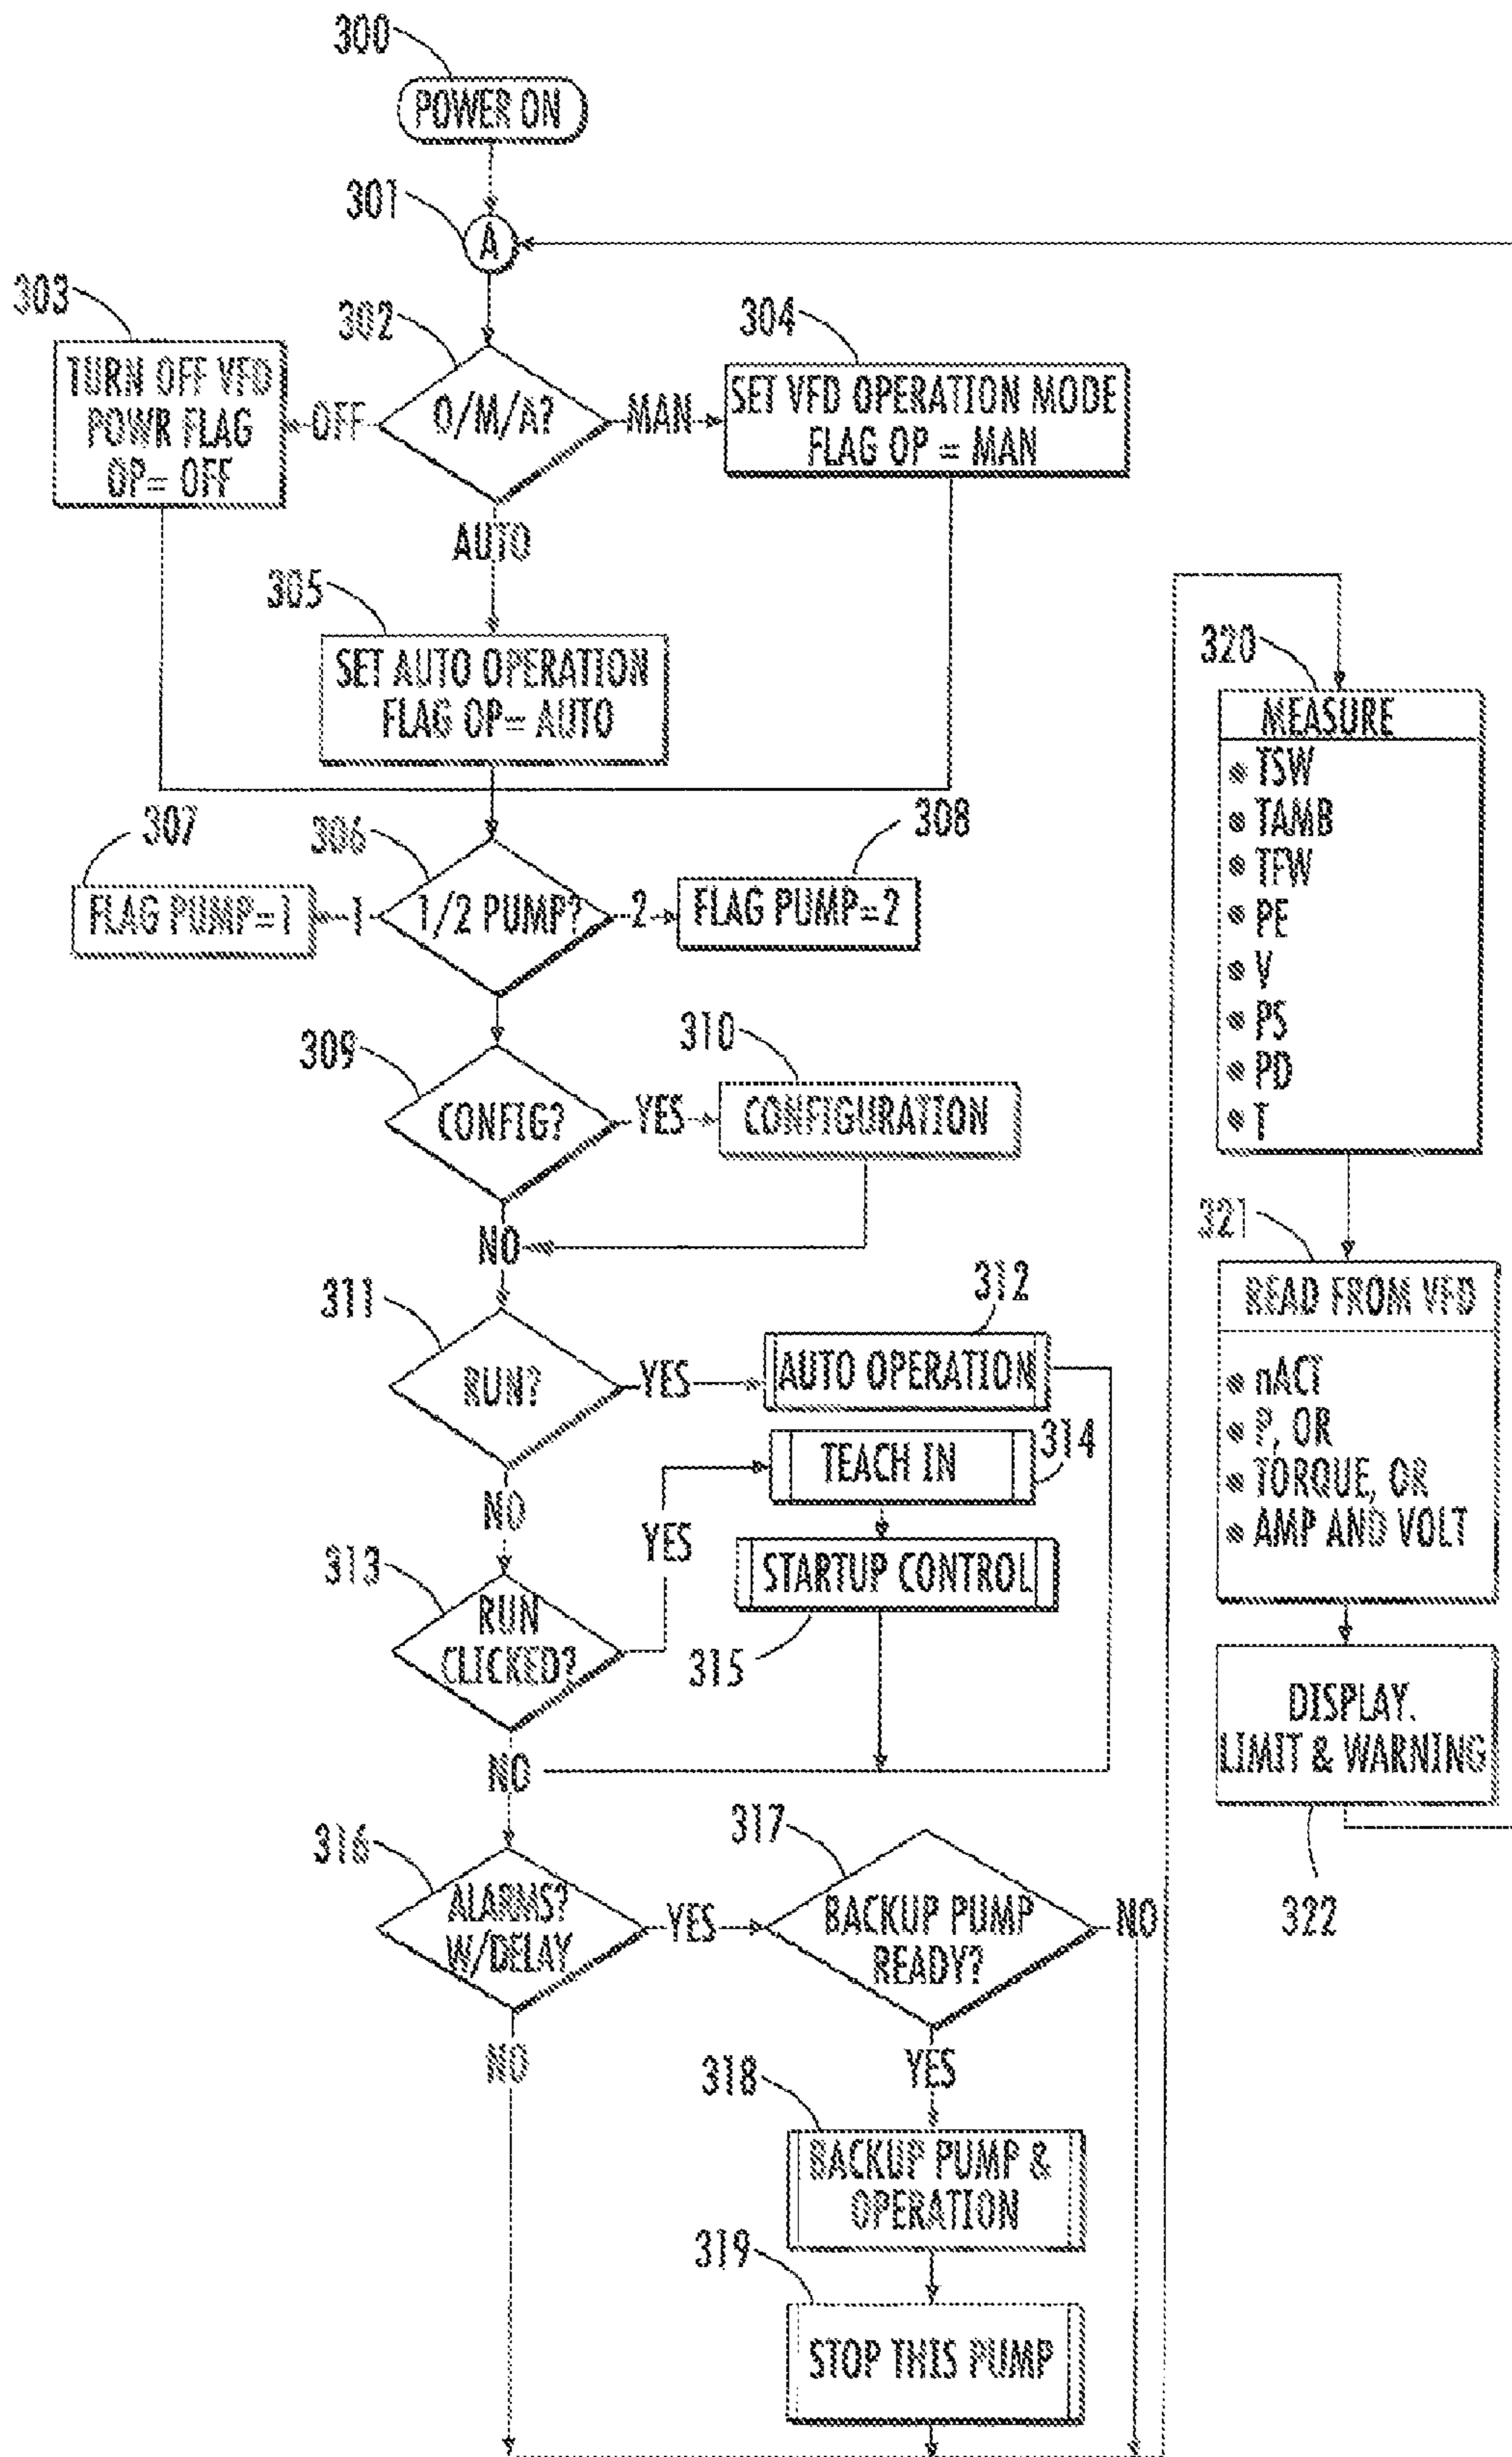 300
POWER ON
301
A
302
O/M/A?
OFF
MAN
AUTO
303
TURN OFF VFD
POWR FLAG
OP= OFF
304
SET VFD OPERATION MODE
FLAG OP = MAN
305
SET AUTO OPERATION
FLAG OP= AUTO
306
1/2 PUMP?
1
2
307
FLAG PUMP=1
308
FLAG PUMP=2
309
CONFIG?
YES
310
CONFIGURATION
NO
311
RUN?
YES
312
AUTO OPERATION
NO
313
RUN
CLICKED?
YES
314
TEACH IN
STARTUP CONTROL
315
NO
316
ALARMS?
W/DELAY
YES
317
BACKUP PUMP
READY?
NO
YES
NO
318
BACKUP PUMP &
OPERATION
319
STOP THIS PUMP
320
MEASURE
• TSW
• TAMB
• TFW
• PE
• V
• PS
• PD
• T
321
READ FROM VFD
• nACT
• P, OR
• TORQUE, OR
• AMP AND VOLT
DISPLAY.
LIMIT & WARNING
322